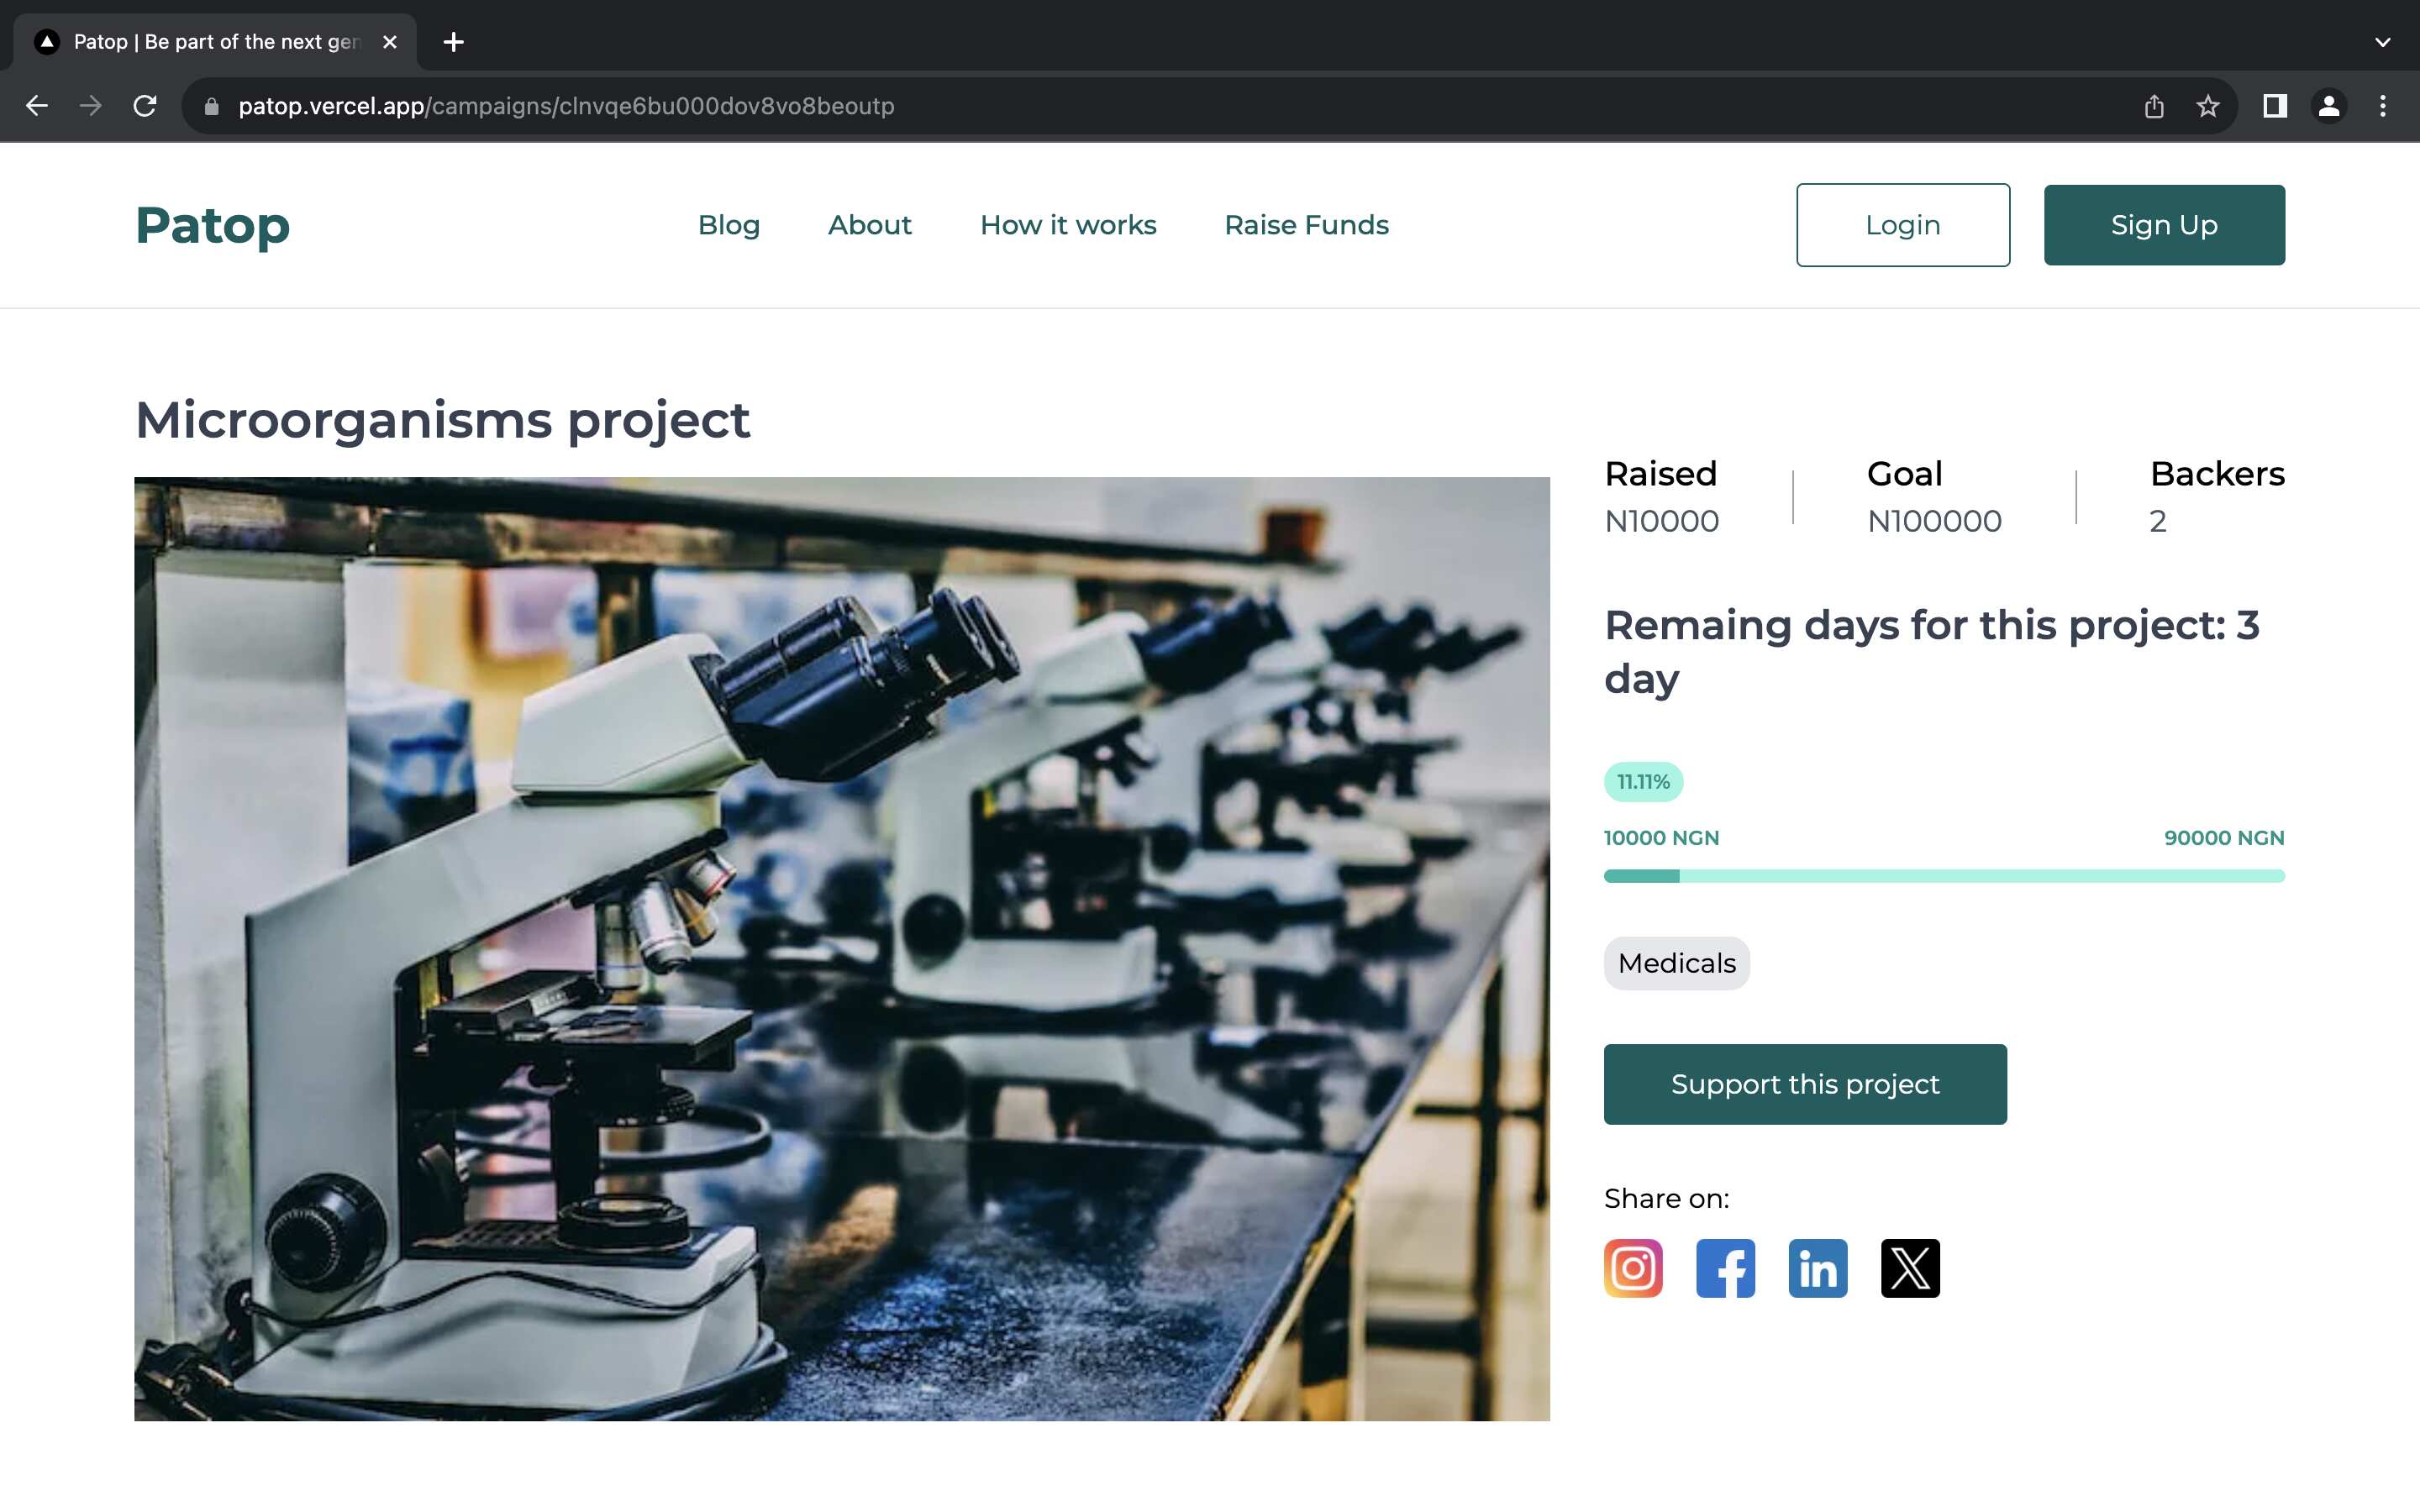 Patop | Be part of the next gen
patop.vercel.app/campaigns/clnvqe6bu000dov8vo8beoutp
Patop
Blog
About
How it works
Raise Funds
Login
Sign Up
Microorganisms project
Raised
N10000
Goal
N100000
Backers
2
Remaing days for this project: 3
day
11.11%
10000 NGN
90000 NGN
Medicals
Support this project
Share on: